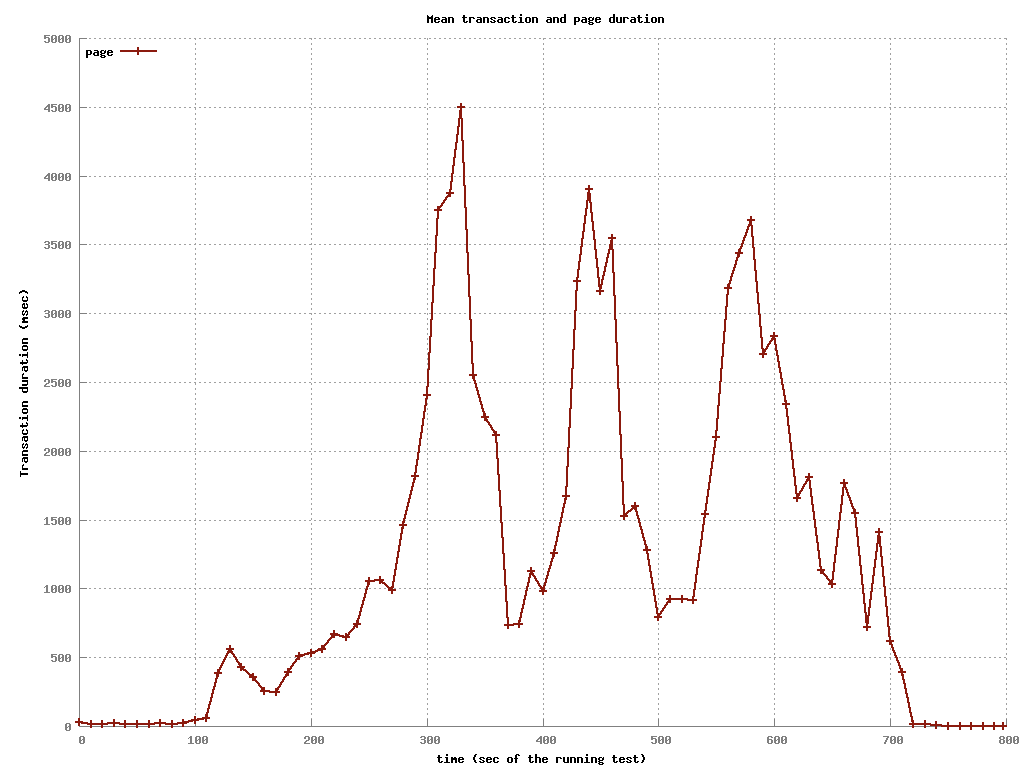 Mean transaction and page duration
5000
page
4500
4000
3500
3000
2500
2000
1500
1000
500
0
Transaction duration (msec)
0 100 200 300 400 500 600 700 800
time (sec of the running test)